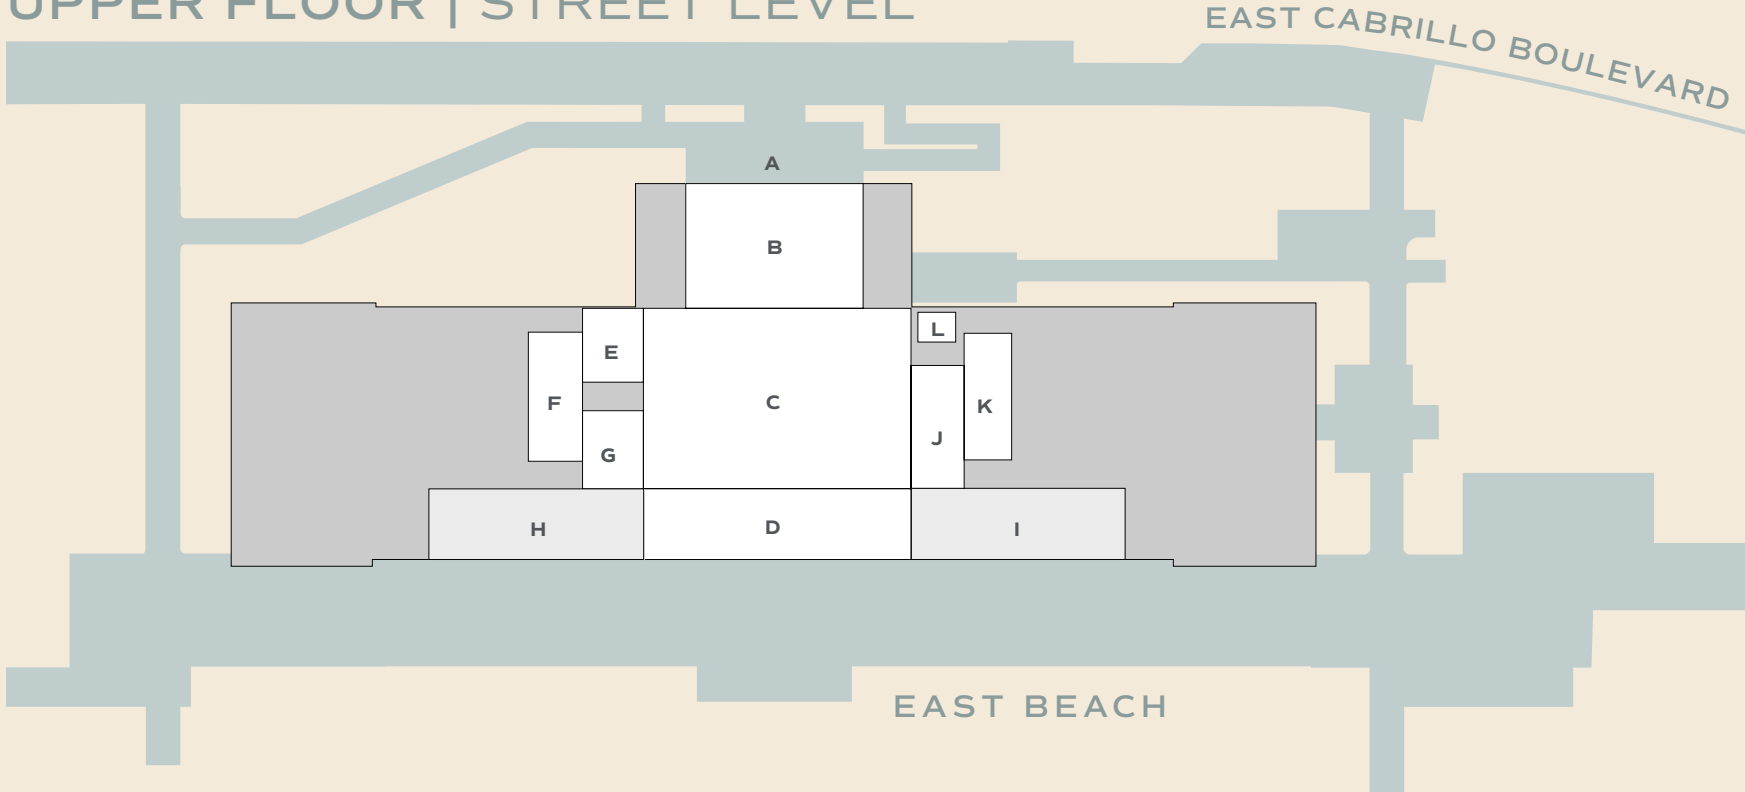 UPPER FLOOR | STREET LEVEL
EAST CABRILLO BOULEVARD
A
B
L
E
C
F
K
J
G
H
D
I
EAST BEACH